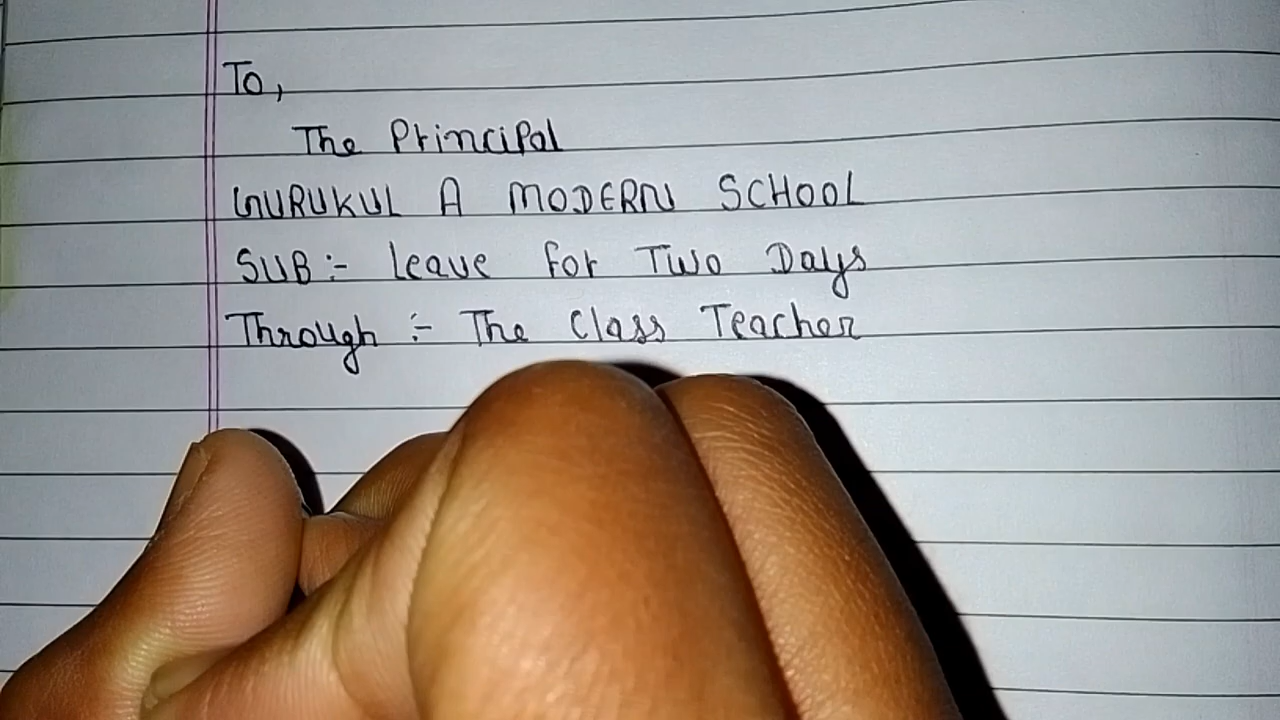 To,
The Principal
GURUKUL A MODERN SCHOOL
SUB:- Leave for Two Days
Through :- The Class Teacher